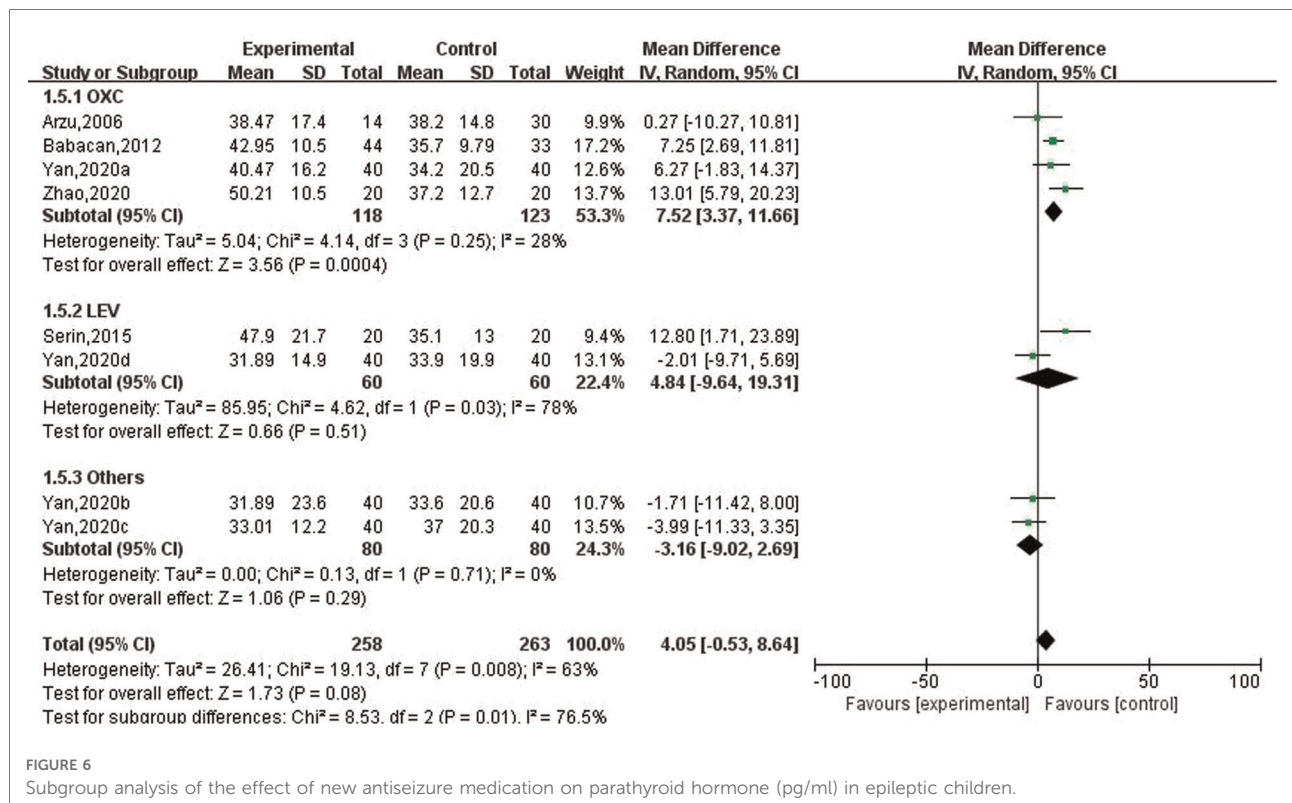 Experimental Control Mean Difference Mean Difference
Study or Subgroup Mean SD Total Mean SD Total Weight IV, Random, 95% CI IV, Random, 95% CI
1.5.1 OXC
Arzu,2006 38.47 17.4 14 38.2 14.8 30 9.9% 0.27 [-10.27, 10.81]
Babacan,2012 42.95 10.5 44 35.7 9.79 33 17.2% 7.25 [2.69, 11.81]
Yan,2020a 40.47 16.2 40 34.2 20.5 40 12.6% 6.27 [-1.83, 14.37]
Zhao,2020 50.21 10.5 20 37.2 12.7 20 13.7% 13.01 [5.79, 20.23]
Subtotal (95% CI) 118 123 53.3% 7.52 [3.37, 11.66]
Heterogeneity: Tau² = 5.04; Chi² = 4.14, df = 3 (P = 0.25); I² = 28%
Test for overall effect: Z = 3.56 (P = 0.0004)
1.5.2 LEV
Serin,2015 47.9 21.7 20 35.1 13 20 9.4% 12.80 [1.71, 23.89]
Yan,2020d 31.89 14.9 40 33.9 19.9 40 13.1% -2.01 [-9.71, 5.69]
Subtotal (95% CI) 60 60 22.4% 4.84 [-9.64, 19.31]
Heterogeneity: Tau² = 85.95; Chi² = 4.62, df = 1 (P = 0.03); I² = 78%
Test for overall effect: Z = 0.66 (P = 0.51)
1.5.3 Others
Yan,2020b 31.89 23.6 40 33.6 20.6 40 10.7% -1.71 [-11.42, 8.00]
Yan,2020c 33.01 12.2 40 37 20.3 40 13.5% -3.99 [-11.33, 3.35]
Subtotal (95% CI) 80 80 24.3% -3.16 [-9.02, 2.69]
Heterogeneity: Tau² = 0.00; Chi² = 0.13, df = 1 (P = 0.71); I² = 0%
Test for overall effect: Z = 1.06 (P = 0.29)
Total (95% CI) 258 263 100.0% 4.05 [-0.53, 8.64]
Heterogeneity: Tau² = 26.41; Chi² = 19.13, df = 7 (P = 0.008); I² = 63%
Test for overall effect: Z = 1.73 (P = 0.08)
Test for subgroup differences: Chi² = 8.53, df = 2 (P = 0.01), I² = 76.5%
-100 -50 0 50 100
Favours [experimental] Favours [control]
FIGURE 6
Subgroup analysis of the effect of new antiseizure medication on parathyroid hormone (pg/ml) in epileptic children.